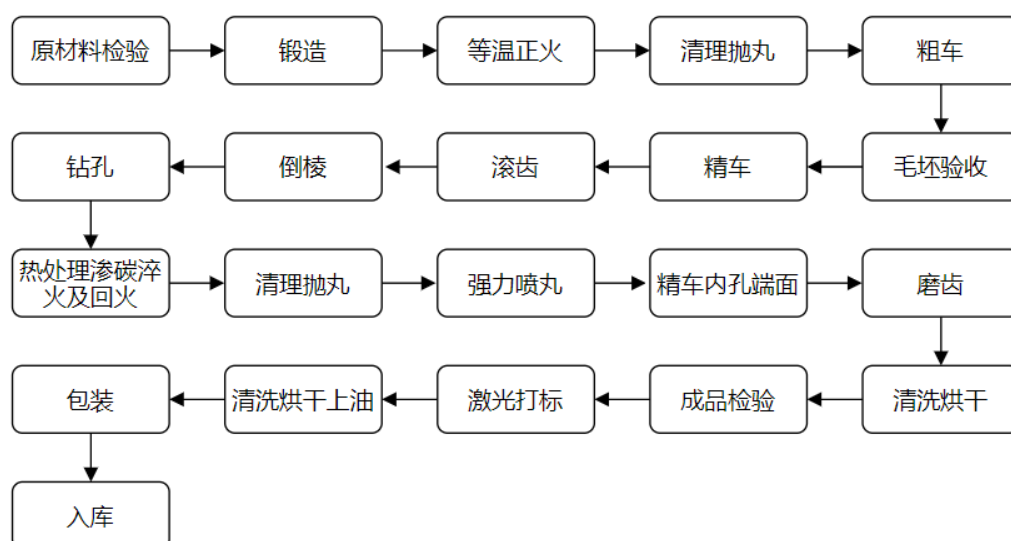 原材料检验
锻造
等温正火
清理抛丸
粗车
毛坯验收
精车
滚齿
倒棱
钻孔
热处理渗碳淬
火及回火
清理抛丸
强力喷丸
精车内孔端面
磨齿
清洗烘干
成品检验
激光打标
清洗烘干上油
包装
入库